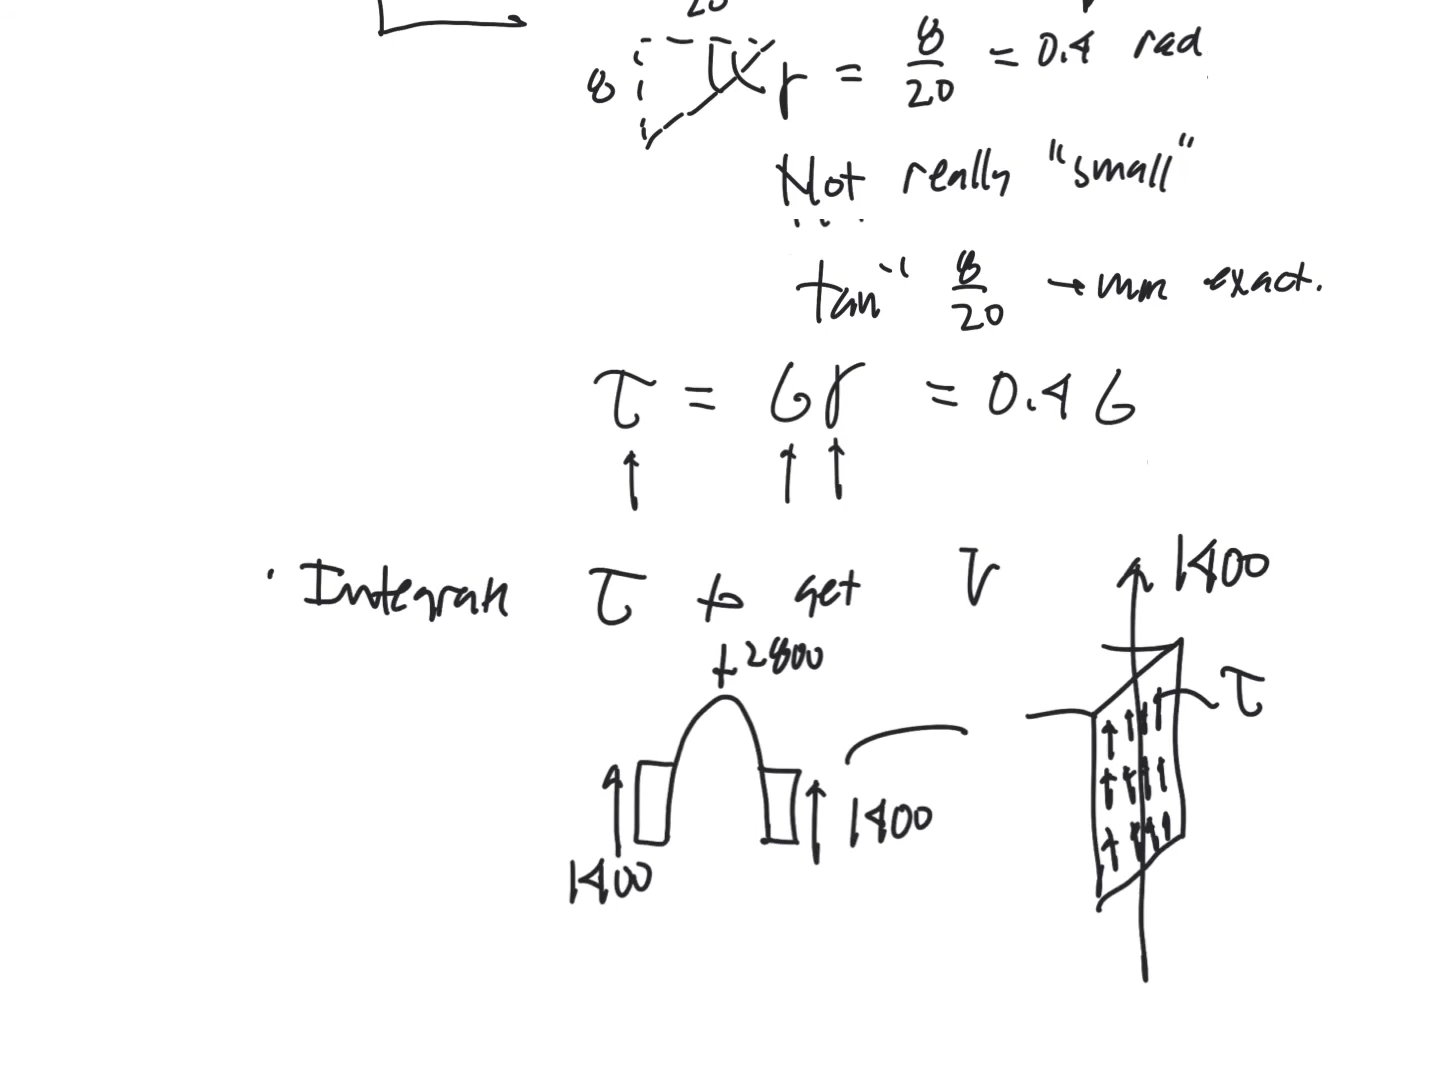 20
8 γ = 8/20 = 0.4 rad
Not really "small"
tan⁻¹ 8/20 → exact.
τ = Gγ = 0.4 G
· Integrate τ to get V
1400
2800
τ
1400
1400